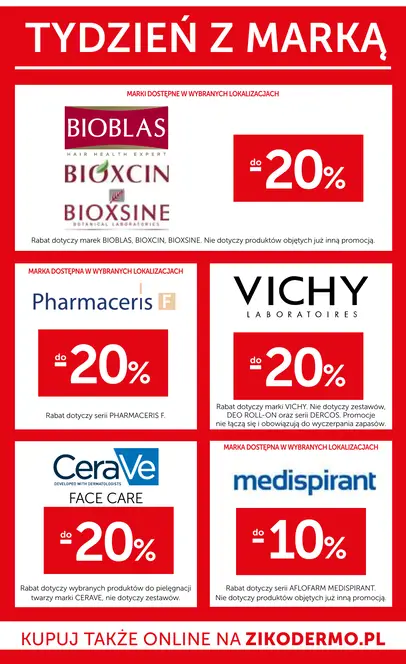 TYDZIEŃ Z MARKĄ
MARKI DOSTĘPNE W WYBRANYCH LOKALIZACJACH
BIOBLAS
HAIR HEALTH EXPERT
BIOXCIN
BIOXSINE
BOTANICAL LABORATORIES
do -20%
Rabat dotyczy marek BIOBLAS, BIOXCIN, BIOXSINE. Nie dotyczy produktów objętych już inną promocją.
MARKA DOSTĘPNA W WYBRANYCH LOKALIZACJACH
Pharmaceris F
do -20%
Rabat dotyczy serii PHARMACERIS F.
VICHY
LABORATOIRES
do -20%
Rabat dotyczy marki VICHY. Nie dotyczy zestawów,
DEO ROLL-ON oraz serii DERCOS. Promocje
nie łączą się i obowiązują do wyczerpania zapasów.
CeraVe
DEVELOPED WITH DERMATOLOGISTS
FACE CARE
do -20%
Rabat dotyczy wybranych produktów do pielęgnacji
twarzy marki CERAVE, nie dotyczy zestawów.
MARKA DOSTĘPNA W WYBRANYCH LOKALIZACJACH
medispirant
do -10%
Rabat dotyczy serii AFLOFARM MEDISPIRANT.
Nie dotyczy produktów objętych już inną promocją.
KUPUJ TAKŻE ONLINE NA ZIKODERMO.PL